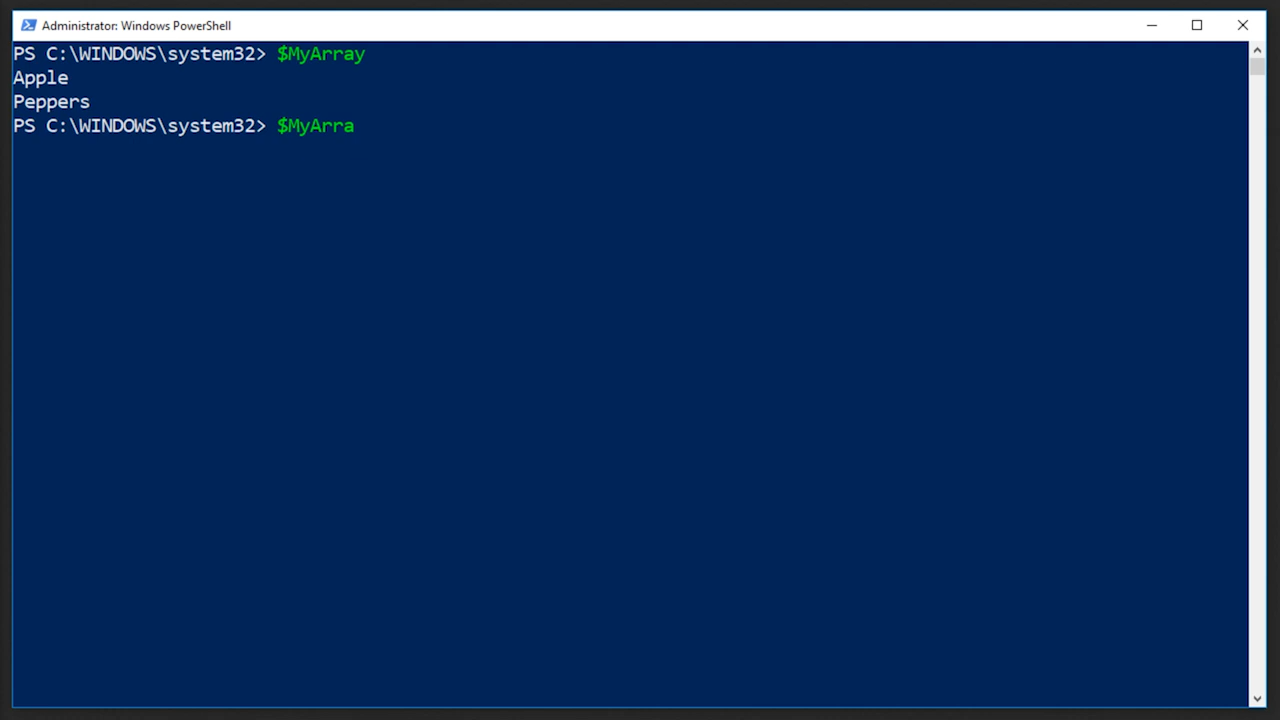 Administrator: Windows PowerShell
PS C:\WINDOWS\system32> $MyArray
Apple
Peppers
PS C:\WINDOWS\system32> $MyArra